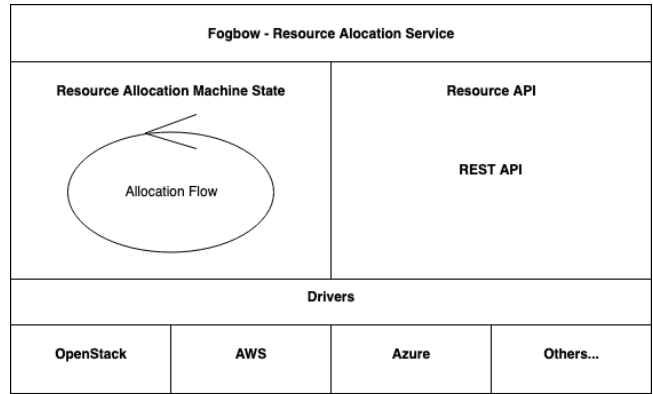 Fogbow - Resource Alocation Service
Resource Allocation Machine State
Allocation Flow
Resource API
REST API
Drivers
OpenStack
AWS
Azure
Others...